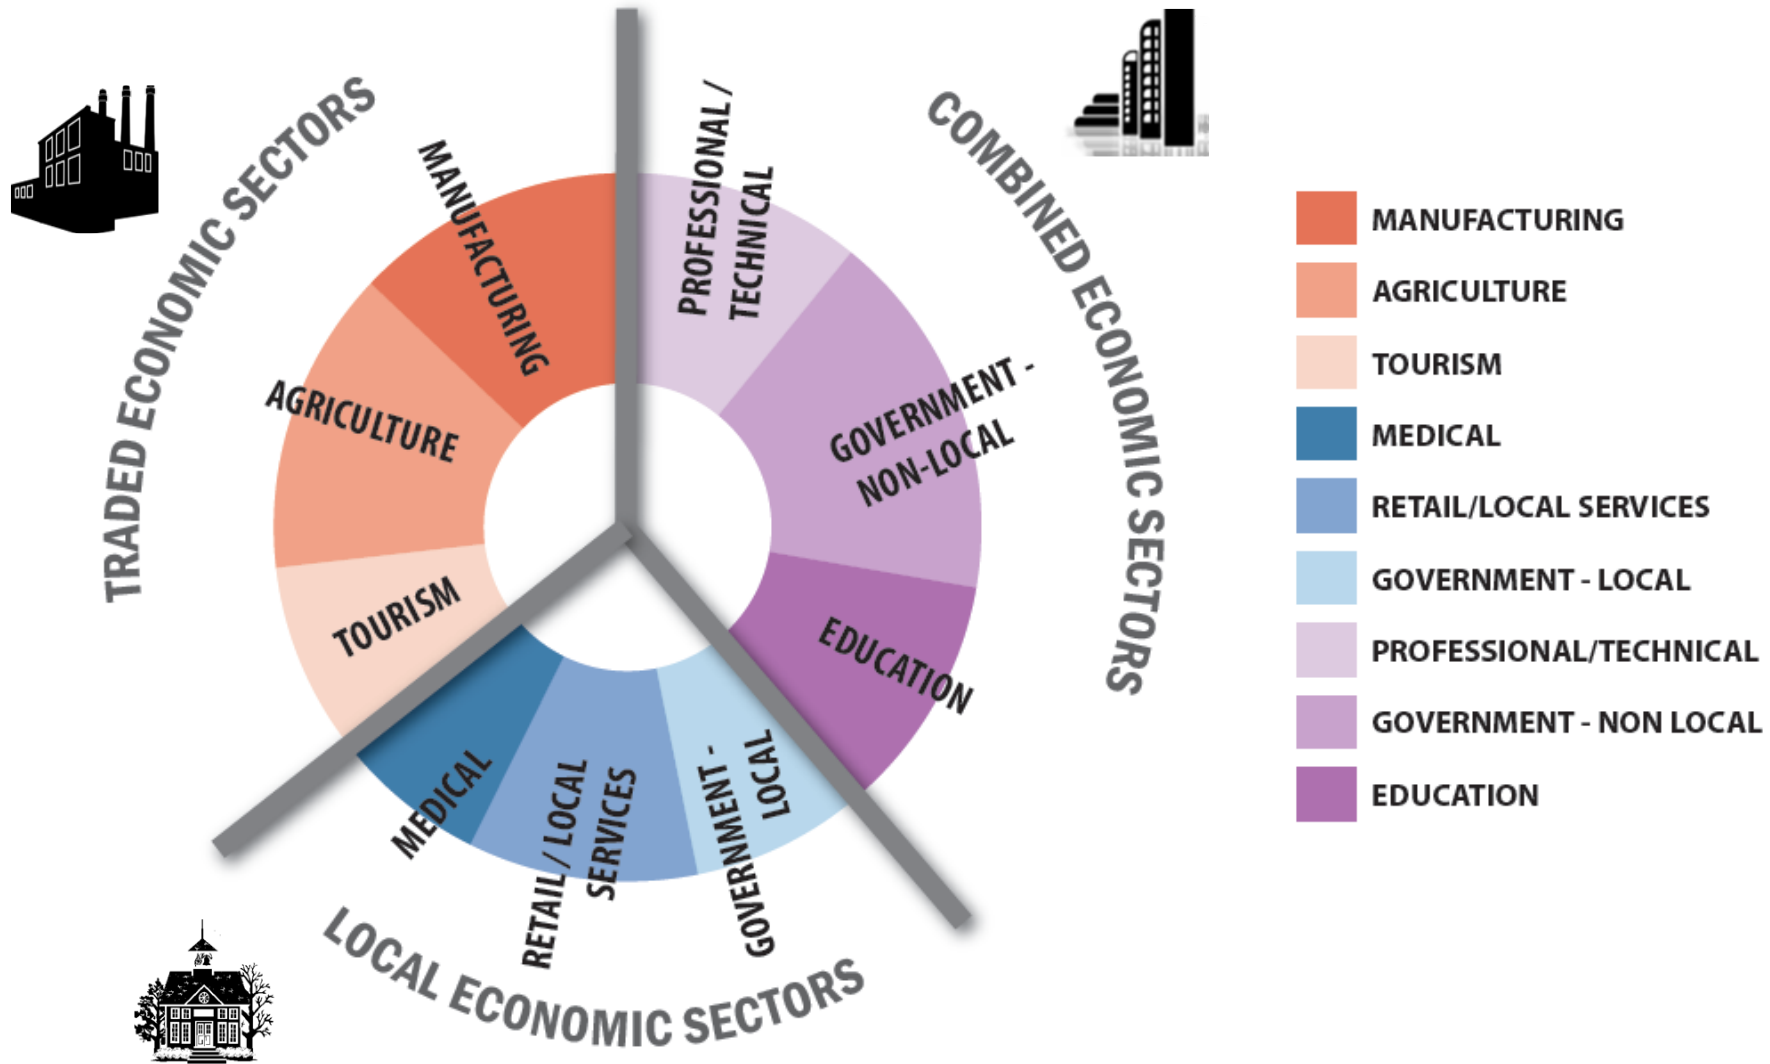 TRADED ECONOMIC SECTORS
COMBINED ECONOMIC SECTORS
LOCAL ECONOMIC SECTORS
MANUFACTURING
AGRICULTURE
TOURISM
MEDICAL
RETAIL / LOCAL
SERVICES
GOVERNMENT -
LOCAL
PROFESSIONAL /
TECHNICAL
GOVERNMENT -
NON-LOCAL
EDUCATION
MANUFACTURING
AGRICULTURE
TOURISM
MEDICAL
RETAIL/LOCAL SERVICES
GOVERNMENT - LOCAL
PROFESSIONAL/TECHNICAL
GOVERNMENT - NON LOCAL
EDUCATION